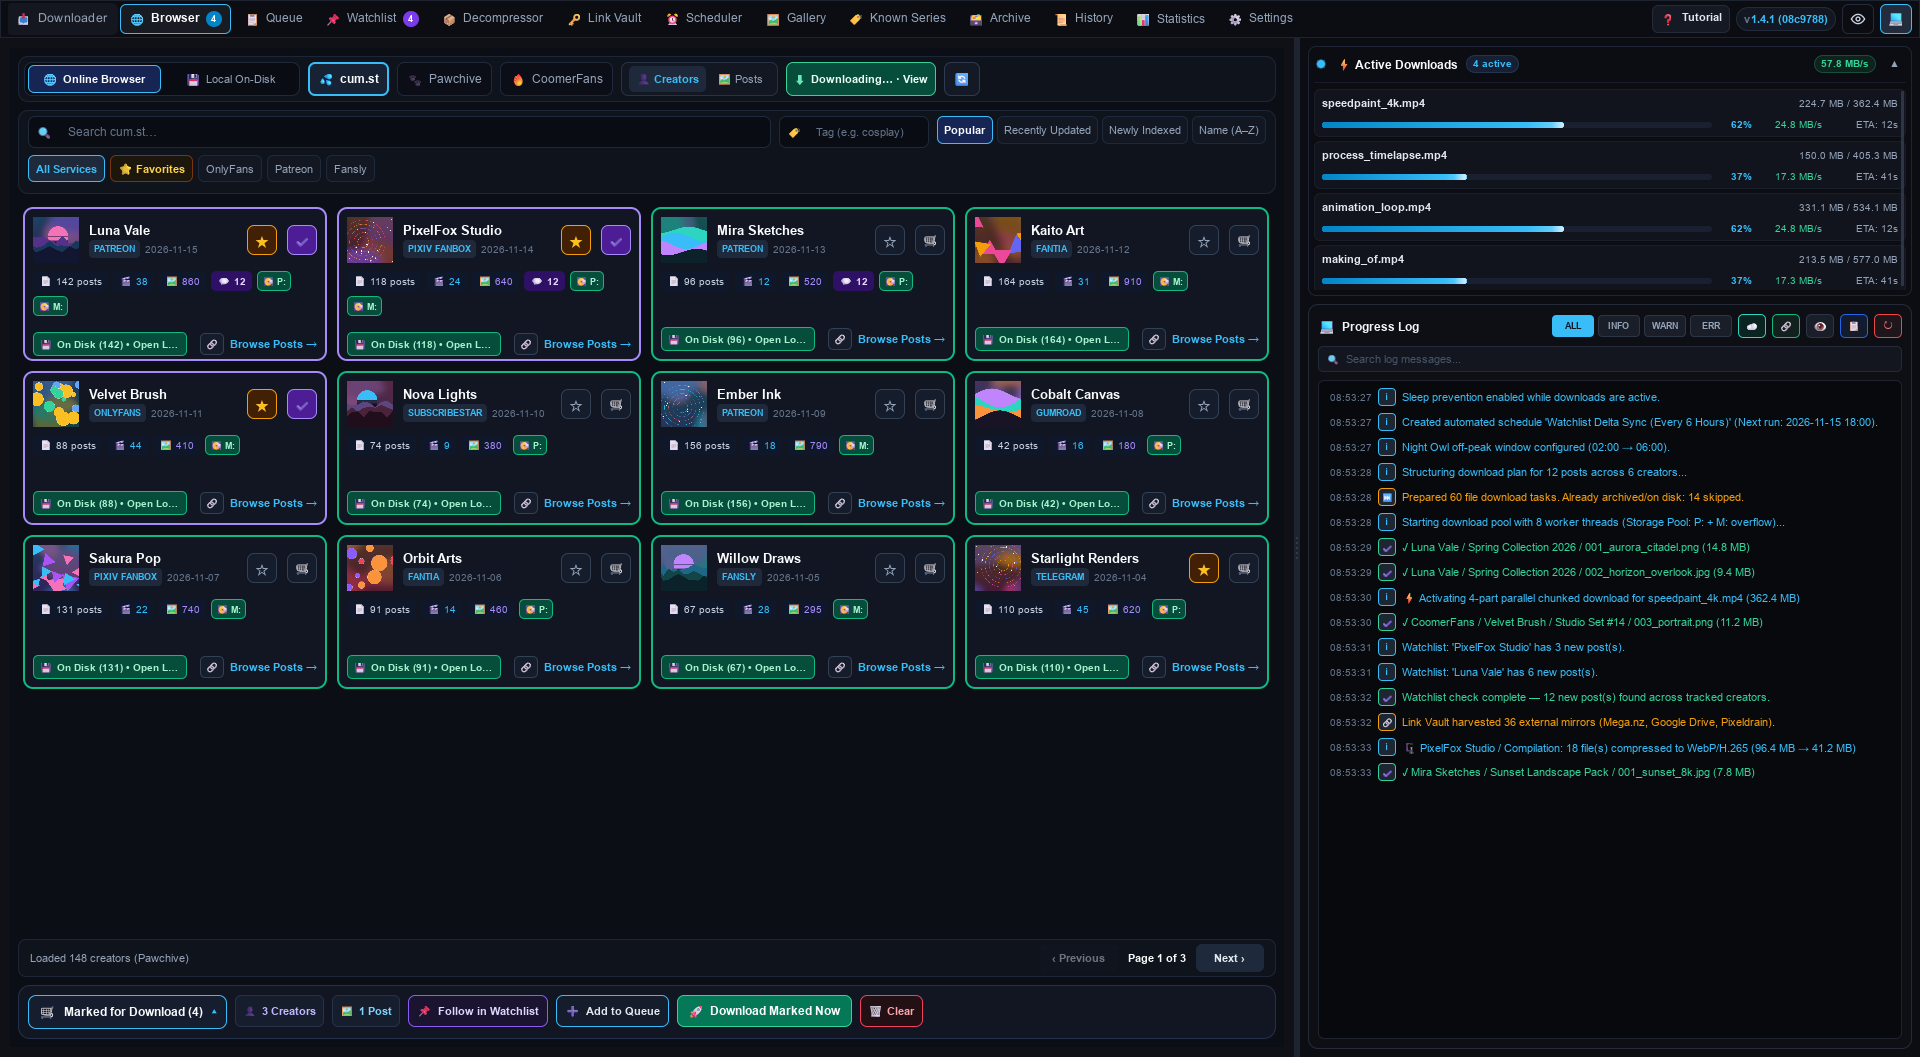 Downloader
Browser 4
Queue
Watchlist 4
Decompressor
Link Vault
Scheduler
Gallery
Known Series
Archive
History
Statistics
Settings
Tutorial
v1.4.1 (08c9788)
Online Browser
Local On-Disk
cum.st
Pawchive
CoomerFans
Creators
Posts
Downloading... · View
Search cum.st...
Tag (e.g. cosplay)
Popular
Recently Updated
Newly Indexed
Name (A–Z)
All Services
Favorites
OnlyFans
Patreon
Fansly
Luna Vale
PATREON 2026-11-15
142 posts 38 860 12 P:
M:
On Disk (142) • Open L...
Browse Posts →
PixelFox Studio
PIXIV FANBOX 2026-11-14
118 posts 24 640 12 P:
M:
On Disk (118) • Open L...
Browse Posts →
Mira Sketches
PATREON 2026-11-13
96 posts 12 520 12 P:
On Disk (96) • Open Lo...
Browse Posts →
Kaito Art
FANTIA 2026-11-12
164 posts 31 910 M:
On Disk (164) • Open L...
Browse Posts →
Velvet Brush
ONLYFANS 2026-11-11
88 posts 44 410 M:
On Disk (88) • Open Lo...
Browse Posts →
Nova Lights
SUBSCRIBESTAR 2026-11-10
74 posts 9 380 P:
On Disk (74) • Open Lo...
Browse Posts →
Ember Ink
PATREON 2026-11-09
156 posts 18 790 M:
On Disk (156) • Open L...
Browse Posts →
Cobalt Canvas
GUMROAD 2026-11-08
42 posts 16 180 P:
On Disk (42) • Open Lo...
Browse Posts →
Sakura Pop
PIXIV FANBOX 2026-11-07
131 posts 22 740 M:
On Disk (131) • Open L...
Browse Posts →
Orbit Arts
FANTIA 2026-11-06
91 posts 14 460 P:
On Disk (91) • Open Lo...
Browse Posts →
Willow Draws
FANSLY 2026-11-05
67 posts 28 295 M:
On Disk (67) • Open Lo...
Browse Posts →
Starlight Renders
TELEGRAM 2026-11-04
110 posts 45 620 P:
On Disk (110) • Open L...
Browse Posts →
Loaded 148 creators (Pawchive)
‹ Previous
Page 1 of 3
Next ›
Marked for Download (4)
3 Creators
1 Post
Follow in Watchlist
Add to Queue
Download Marked Now
Clear
Active Downloads 4 active 57.8 MB/s
speedpaint_4k.mp4 224.7 MB / 362.4 MB
62% 24.8 MB/s ETA: 12s
process_timelapse.mp4 150.0 MB / 405.3 MB
37% 17.3 MB/s ETA: 41s
animation_loop.mp4 331.1 MB / 534.1 MB
62% 24.8 MB/s ETA: 12s
making_of.mp4 213.5 MB / 577.0 MB
37% 17.3 MB/s ETA: 41s
Progress Log
ALL INFO WARN ERR
Search log messages...
08:53:27 i Sleep prevention enabled while downloads are active.
08:53:27 i Created automated schedule 'Watchlist Delta Sync (Every 6 Hours)' (Next run: 2026-11-15 18:00).
08:53:27 i Night Owl off-peak window configured (02:00 → 06:00).
08:53:28 i Structuring download plan for 12 posts across 6 creators...
08:53:28 Prepared 60 file download tasks. Already archived/on disk: 14 skipped.
08:53:28 i Starting download pool with 8 worker threads (Storage Pool: P: + M: overflow)...
08:53:29 ✓ Luna Vale / Spring Collection 2026 / 001_aurora_citadel.png (14.8 MB)
08:53:29 ✓ Luna Vale / Spring Collection 2026 / 002_horizon_overlook.jpg (9.4 MB)
08:53:30 i Activating 4-part parallel chunked download for speedpaint_4k.mp4 (362.4 MB)
08:53:30 ✓ CoomerFans / Velvet Brush / Studio Set #14 / 003_portrait.png (11.2 MB)
08:53:31 i Watchlist: 'PixelFox Studio' has 3 new post(s).
08:53:31 i Watchlist: 'Luna Vale' has 6 new post(s).
08:53:32 Watchlist check complete — 12 new post(s) found across tracked creators.
08:53:32 Link Vault harvested 36 external mirrors (Mega.nz, Google Drive, Pixeldrain).
08:53:33 i PixelFox Studio / Compilation: 18 file(s) compressed to WebP/H.265 (96.4 MB → 41.2 MB)
08:53:33 ✓ Mira Sketches / Sunset Landscape Pack / 001_sunset_8k.jpg (7.8 MB)